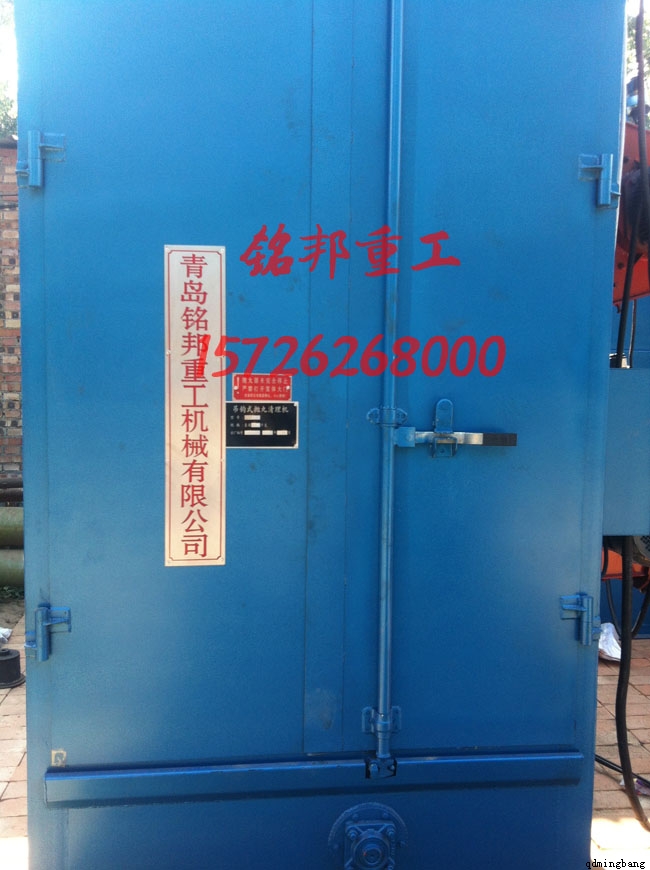 铭邦重工
15726268000
青岛铭邦重工机械有限公司
吊钩式抛丸清理机
qdmingbang